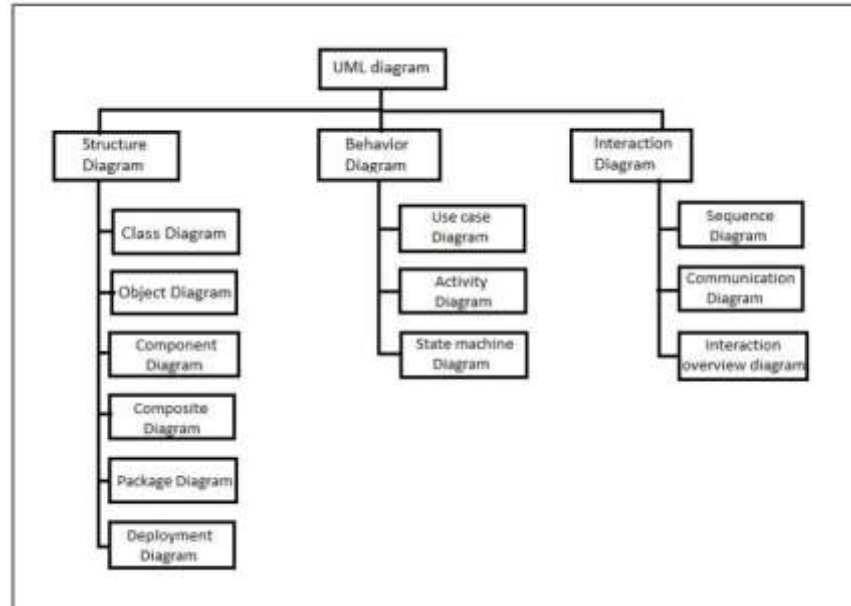 UML diagram
Structure
Diagram
Behavior
Diagram
Interaction
Diagram
Class Diagram
Object Diagram
Component
Diagram
Composite
Diagram
Package Diagram
Deployment
Diagram
Use case
Diagram
Activity
Diagram
State machine
Diagram
Sequence
Diagram
Communication
Diagram
Interaction
overview diagram